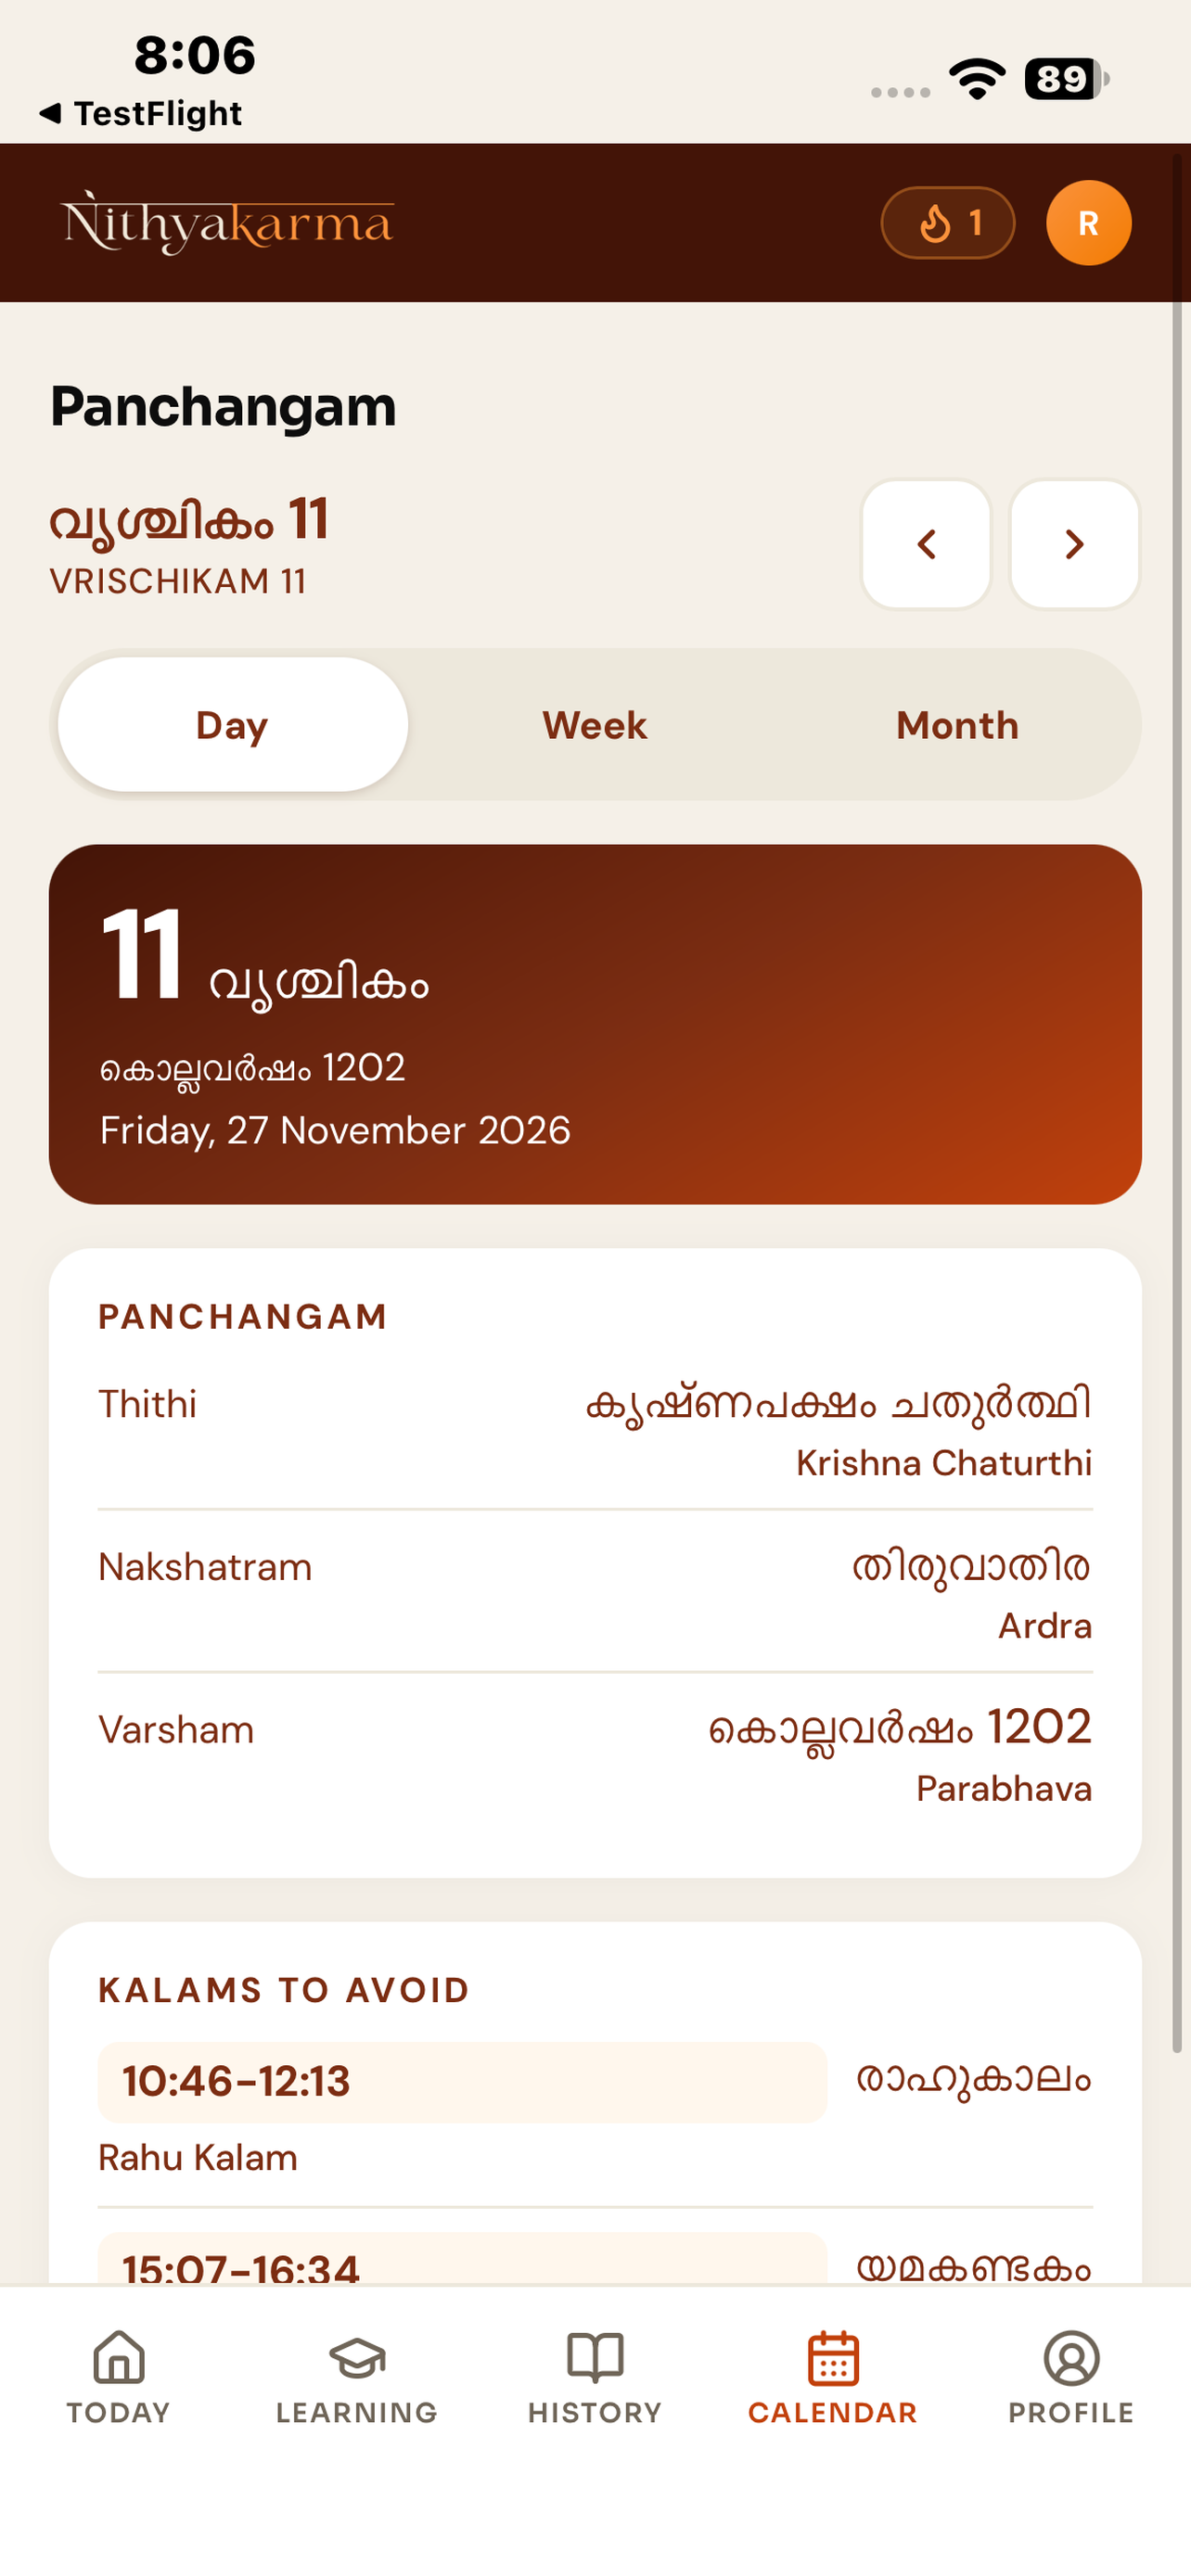 8:06
89
TestFlight
Nithyakarma
1
R
Panchangam
വൃശ്ചികം 11
VRISCHIKAM 11
Day
Week
Month
11 വൃശ്ചികം
കൊല്ലവർഷം 1202
Friday, 27 November 2026
PANCHANGAM
Thithi
കൃഷ്ണപക്ഷം ചതുർത്ഥി
Krishna Chaturthi
Nakshatram
തിരുവാതിര
Ardra
Varsham
കൊല്ലവർഷം 1202
Parabhava
KALAMS TO AVOID
10:46–12:13
രാഹുകാലം
Rahu Kalam
15:07–16:34
യമകണ്ടകം
TODAY
LEARNING
HISTORY
CALENDAR
PROFILE